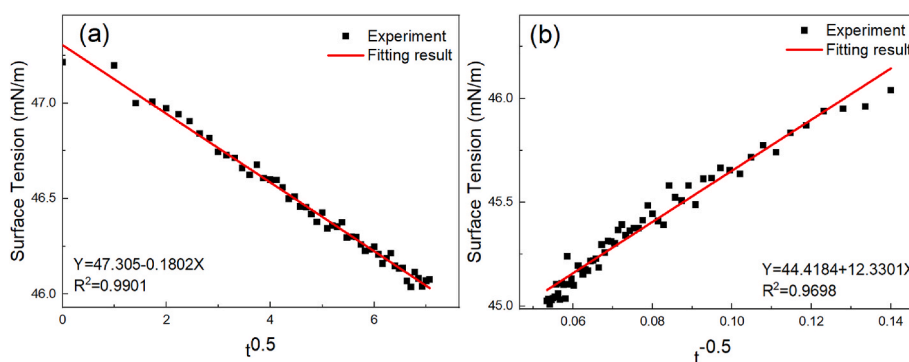 (a)
Experiment
Fitting result
Surface Tension (mN/m)
47.0
46.5
46.0
Y=47.305-0.1802X
R²=0.9901
0 2 4 6
t^0.5
(b)
Experiment
Fitting result
Surface Tension (mN/m)
46.0
45.5
45.0
Y=44.4184+12.3301X
R²=0.9698
0.06 0.08 0.10 0.12 0.14
t^-0.5